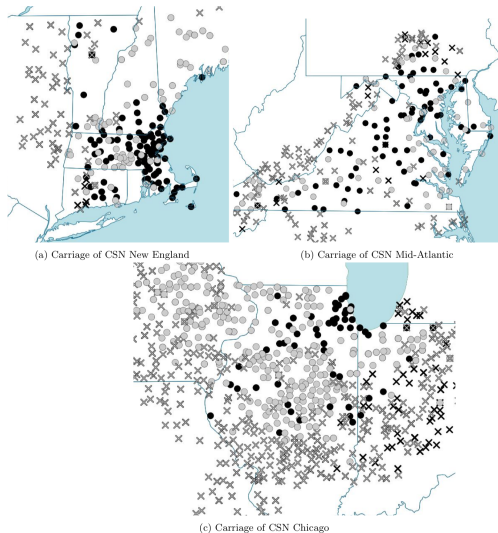 (a) Carriage of CSN New England
(b) Carriage of CSN Mid-Atlantic
(c) Carriage of CSN Chicago